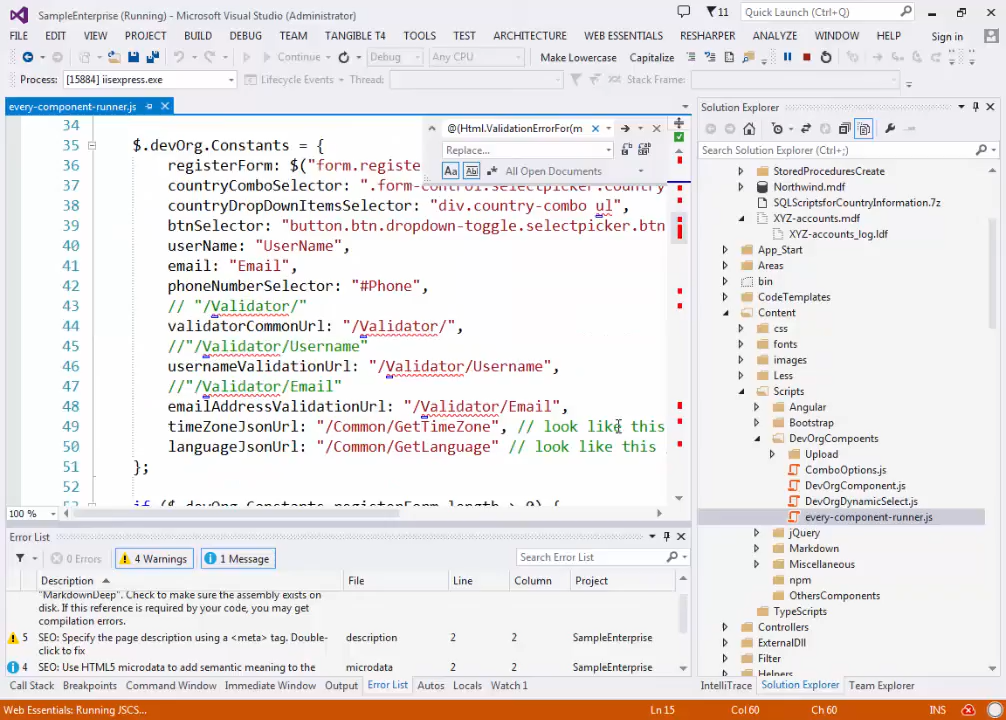 SampleEnterprise (Running) - Microsoft Visual Studio (Administrator)
11
Quick Launch (Ctrl+;)
FILE EDIT VIEW PROJECT BUILD DEBUG TEAM TANGIBLE T4 TOOLS TEST ARCHITECTURE WEB ESSENTIALS RESHARPER ANALYZE WINDOW HELP Sign in
Continue Debug Any CPU Make Lowercase Capitalize
Process: [15884] iisexpress.exe Lifecycle Events Thread: Stack Frame:
every-component-runner.js
@(Html.ValidationErrorFor(m
Replace...
Aa Ab All Open Documents
34
35 $.devOrg.Constants = {
36 registerForm: $("form.registe
37 countryComboSelector: ".form-control.selectpicker.country
38 countryDropDownItemsSelector: "div.country-combo ul",
39 btnSelector: "button.btn.dropdown-toggle.selectpicker.btn
40 userName: "UserName",
41 email: "Email",
42 phoneNumberSelector: "#Phone",
43 // "/Validator/"
44 validatorCommonUrl: "/Validator/",
45 //"/Validator/Username"
46 usernameValidationUrl: "/Validator/Username",
47 //"/Validator/Email"
48 emailAddressValidationUrl: "/Validator/Email",
49 timeZoneJsonUrl: "/Common/GetTimeZone", // look like this
50 languageJsonUrl: "/Common/GetLanguage" // look like this
51 };
52
if ($.devOrg.Constants.registerForm.length > 0) {
100 %
Error List
0 Errors 4 Warnings 1 Message Search Error List
Description File Line Column Project
"MarkdownDeep". Check to make sure the assembly exists on
disk. If this reference is required by your code, you may get
compilation errors.
5 SEO: Specify the page description using a <meta> tag. Double-click to fix description 2 2 SampleEnterprise
4 SEO: Use HTML5 microdata to add semantic meaning to the microdata 2 2 SampleEnterprise
Call Stack Breakpoints Command Window Immediate Window Output Error List Autos Locals Watch 1
Solution Explorer
Search Solution Explorer (Ctrl+;)
StoredProceduresCreate
Northwind.mdf
SQLScriptsforCountryInformation.7z
XYZ-accounts.mdf
XYZ-accounts_log.ldf
App_Start
Areas
bin
CodeTemplates
Content
css
fonts
images
Less
Scripts
Angular
Bootstrap
DevOrgCompoents
Upload
ComboOptions.js
DevOrgComponent.js
DevOrgDynamicSelect.js
every-component-runner.js
jQuery
Markdown
Miscellaneous
npm
OthersComponents
TypeScripts
Controllers
ExternalDll
Filter
Helpers
IntelliTrace Solution Explorer Team Explorer
Web Essentials: Running JSCS... Ln 15 Col 60 Ch 60 INS